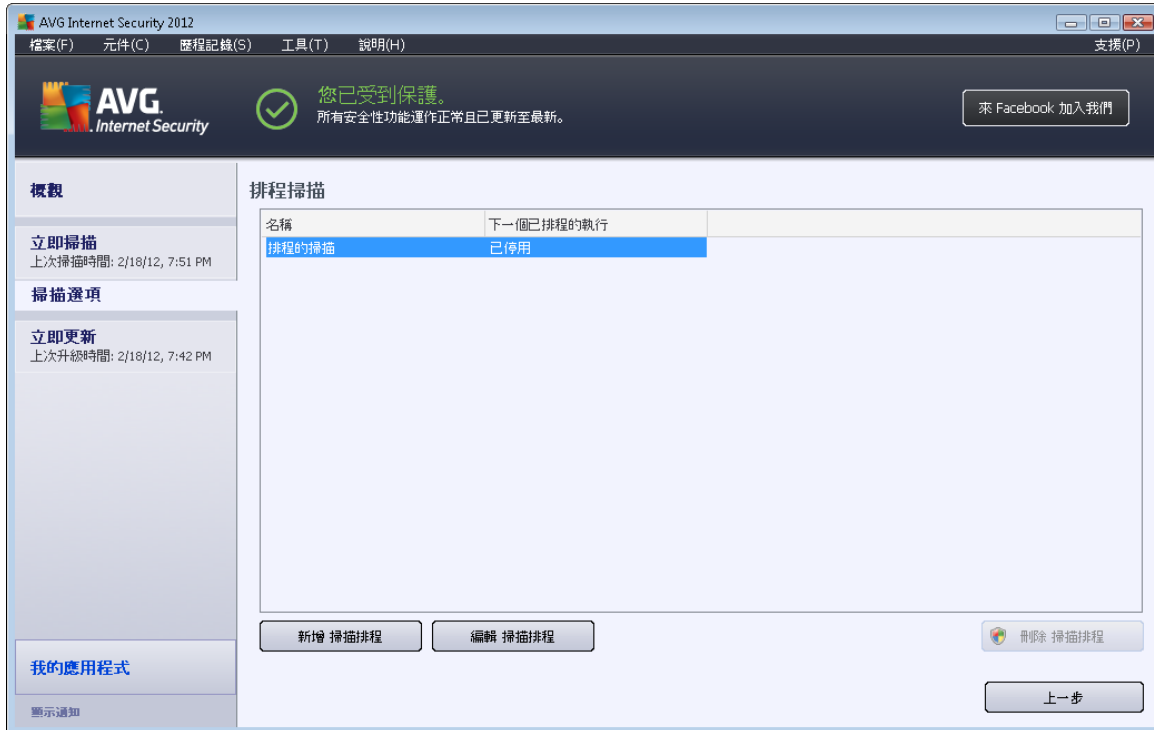 AVG Internet Security 2012
檔案(F) 元件(C) 歷程記錄(S) 工具(T) 說明(H) 支援(P)
AVG.
Internet Security
您已受到保護。
所有安全性功能運作正常且已更新至最新。
來 Facebook 加入我們
概觀
立即掃描
上次掃描時間: 2/18/12, 7:51 PM
掃描選項
立即更新
上次升級時間: 2/18/12, 7:42 PM
我的應用程式
顯示通知
排程掃描
名稱 下一個已排程的執行
排程的掃描 已停用
新增 掃描排程 編輯 掃描排程 刪除 掃描排程
上一步